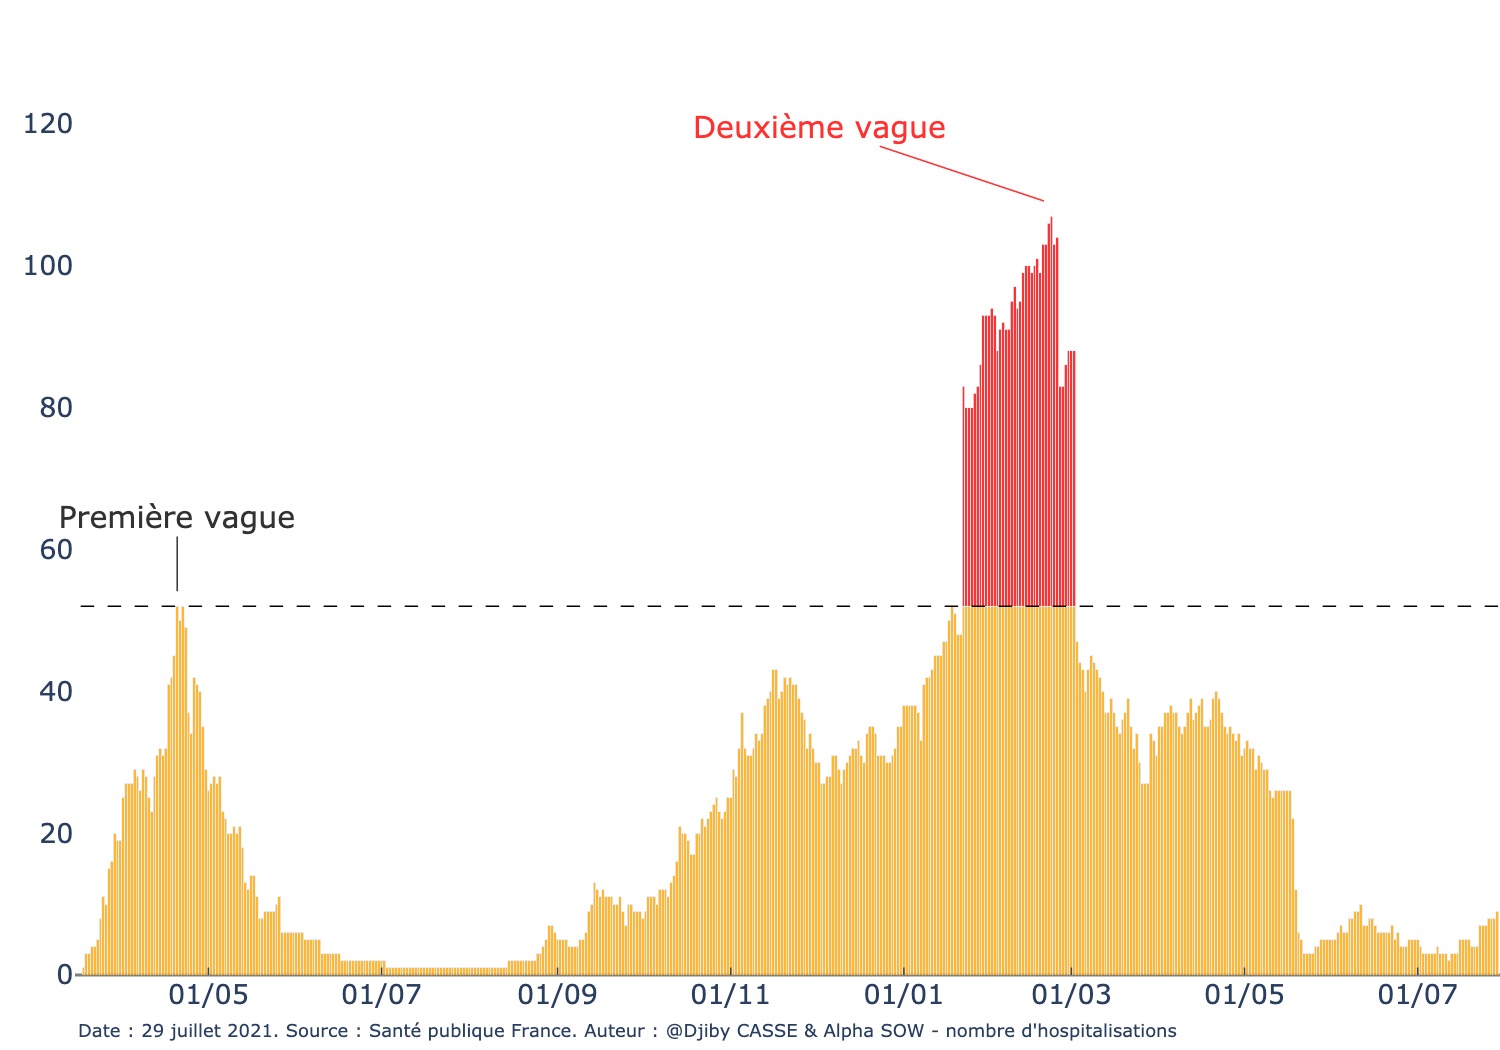 120
Deuxième vague
100
80
Première vague
60
40
20
0
01/05 01/07 01/09 01/11 01/01 01/03 01/05 01/07
Date : 29 juillet 2021. Source : Santé publique France. Auteur : @Djiby CASSE & Alpha SOW - nombre d'hospitalisations